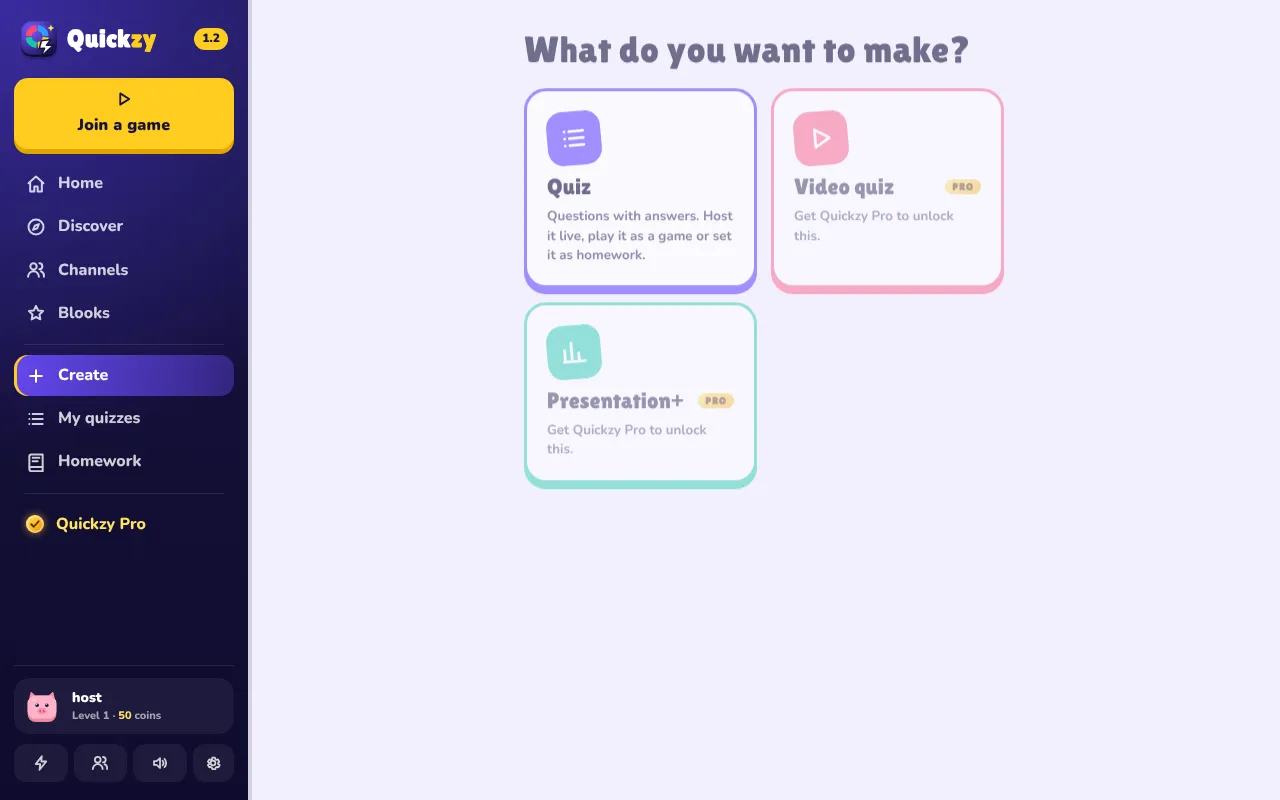 Quickzy
1.2
Join a game
Home
Discover
Channels
Blooks
Create
My quizzes
Homework
Quickzy Pro
host
Level 1 · 50 coins
What do you want to make?
Quiz
Questions with answers. Host
it live, play it as a game or set
it as homework.
Video quiz
PRO
Get Quickzy Pro to unlock
this.
Presentation+
PRO
Get Quickzy Pro to unlock
this.